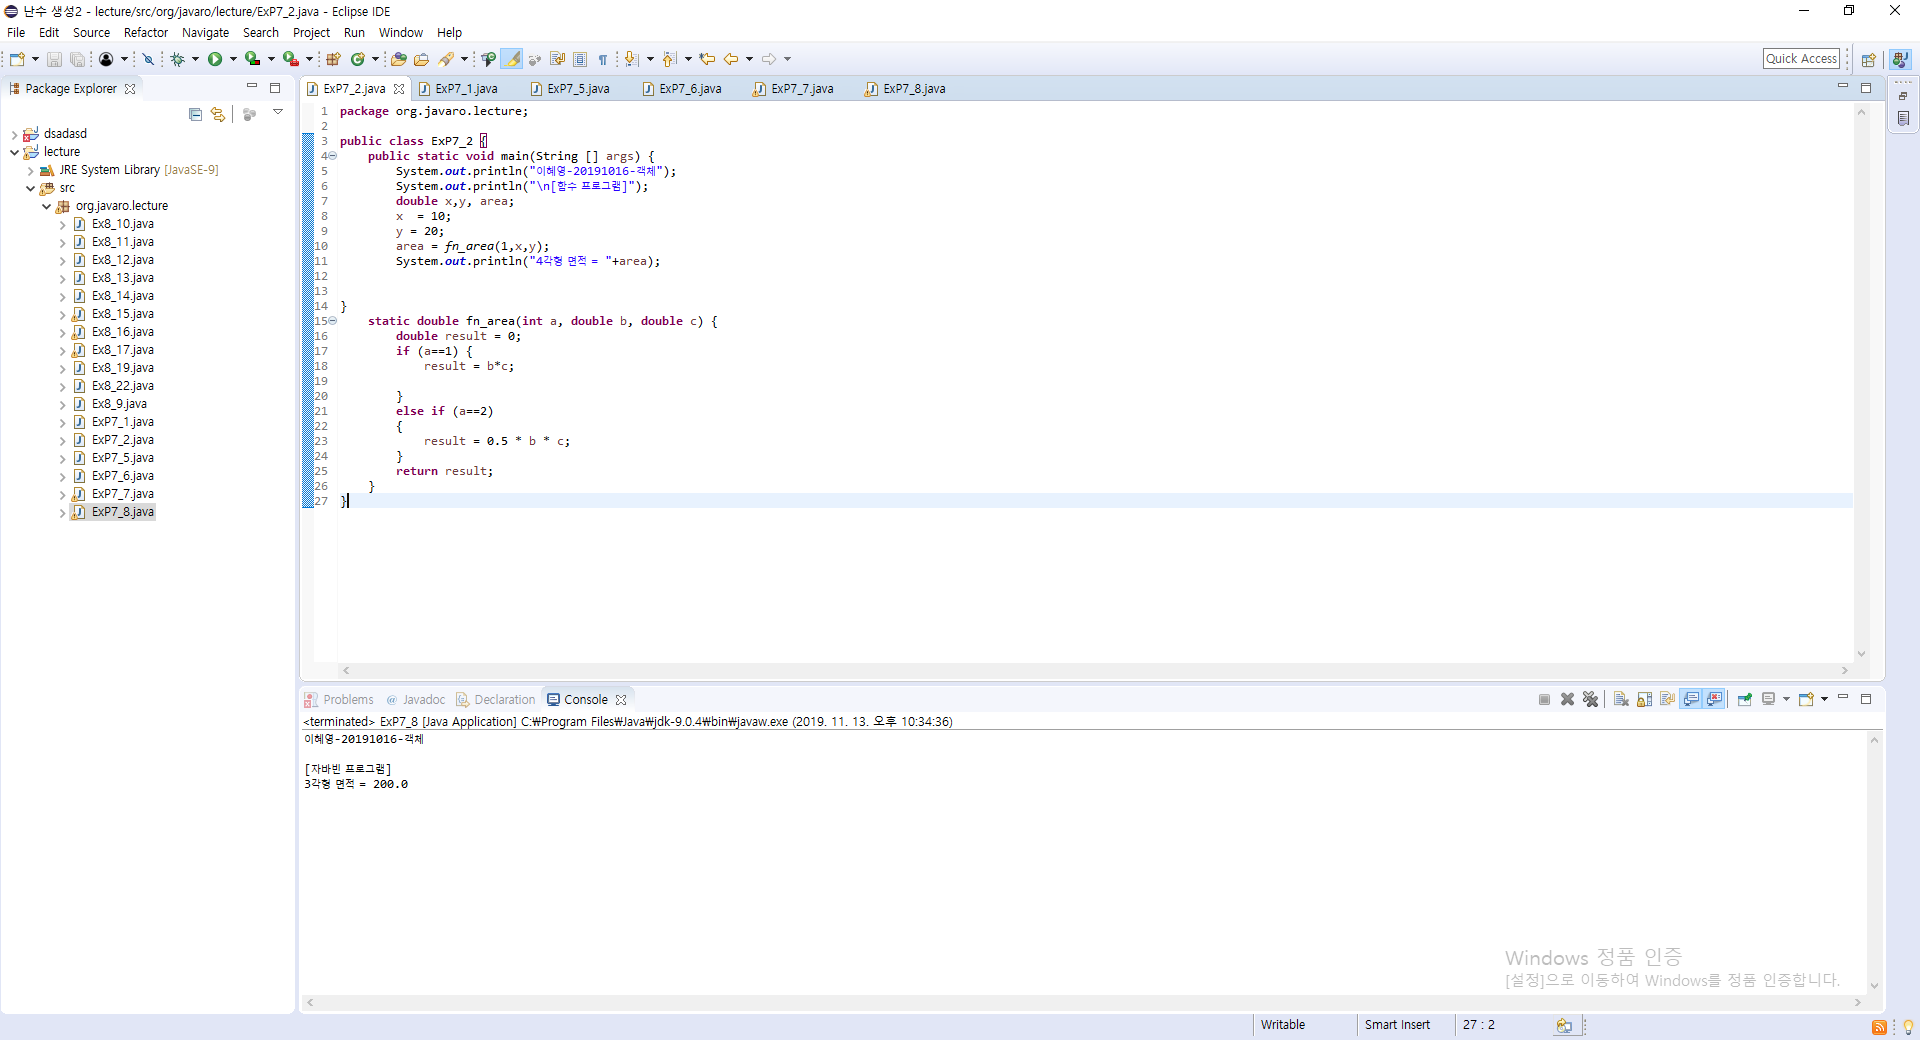 난수 생성2 - lecture/src/org/javaro/lecture/ExP7_2.java - Eclipse IDE
File Edit Source Refactor Navigate Search Project Run Window Help
Quick Access
Package Explorer
dsadasd
lecture
JRE System Library [JavaSE-9]
src
org.javaro.lecture
Ex8_10.java
Ex8_11.java
Ex8_12.java
Ex8_13.java
Ex8_14.java
Ex8_15.java
Ex8_16.java
Ex8_17.java
Ex8_19.java
Ex8_22.java
Ex8_9.java
ExP7_1.java
ExP7_2.java
ExP7_5.java
ExP7_6.java
ExP7_7.java
ExP7_8.java
ExP7_2.java ExP7_1.java ExP7_5.java ExP7_6.java ExP7_7.java ExP7_8.java
1 package org.javaro.lecture;
2
3 public class ExP7_2 {
4 public static void main(String [] args) {
5 System.out.println("이혜영-20191016-객체");
6 System.out.println("\n[함수 프로그램]");
7 double x,y, area;
8 x  = 10;
9 y = 20;
10 area = fn_area(1,x,y);
11 System.out.println("4각형 면적 = "+area);
12
13
14 }
15 static double fn_area(int a, double b, double c) {
16 double result = 0;
17 if (a==1) {
18 result = b*c;
19
20 }
21 else if (a==2)
22 {
23 result = 0.5 * b * c;
24 }
25 return result;
26 }
27 }
Problems @ Javadoc Declaration Console
<terminated> ExP7_8 [Java Application] C:₩Program Files₩Java₩jdk-9.0.4₩bin₩javaw.exe (2019. 11. 13. 오후 10:34:36)
이혜영-20191016-객체
[자바빈 프로그램]
3각형 면적 = 200.0
Windows 정품 인증
[설정]으로 이동하여 Windows를 정품 인증합니다.
Writable Smart Insert 27 : 2